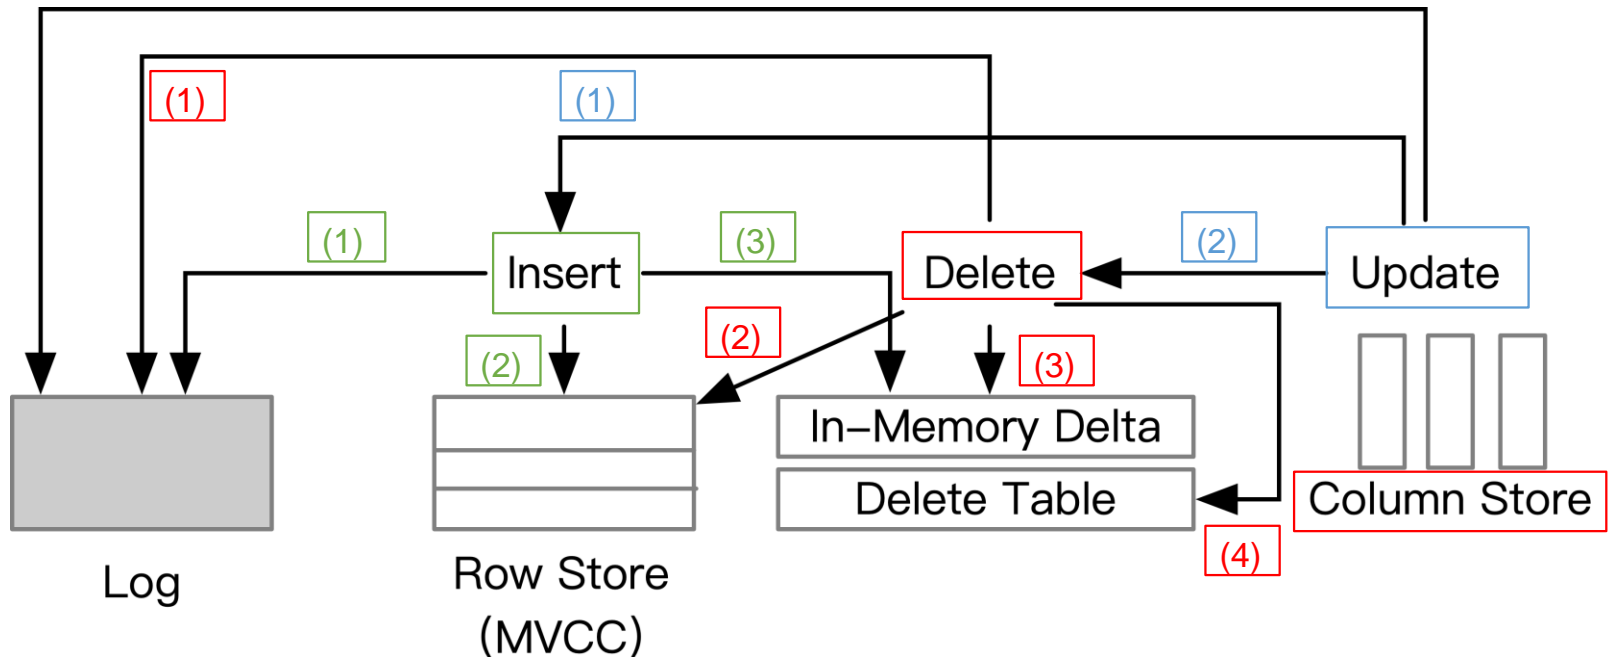 (1)
(1)
(1)
(3)
(2)
Insert
Delete
Update
(2)
(2)
(3)
In-Memory Delta
Delete Table
Column Store
(4)
Log
Row Store
(MVCC)